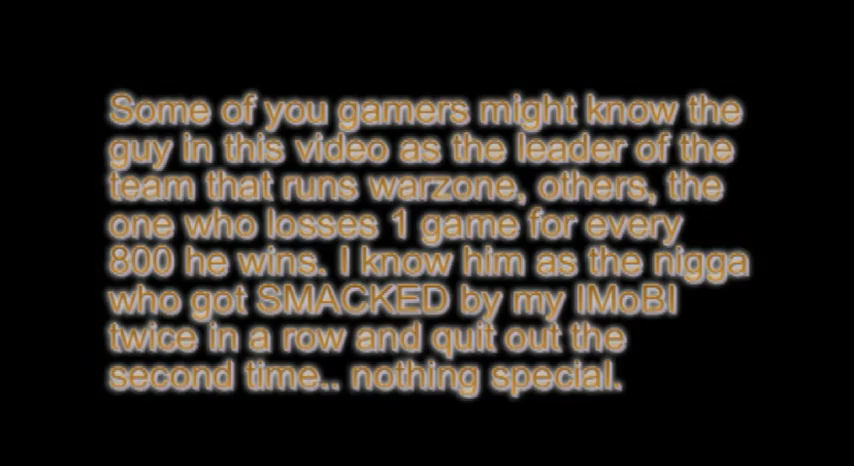 Some of you gamers might know the
guy in this video as the leader of the
team that runs warzone, others, the
one who losses 1 game for every
800 he wins. I know him as the nigga
who got SMACKED by my IMoBI
twice in a row and quit out the
second time.. nothing special.